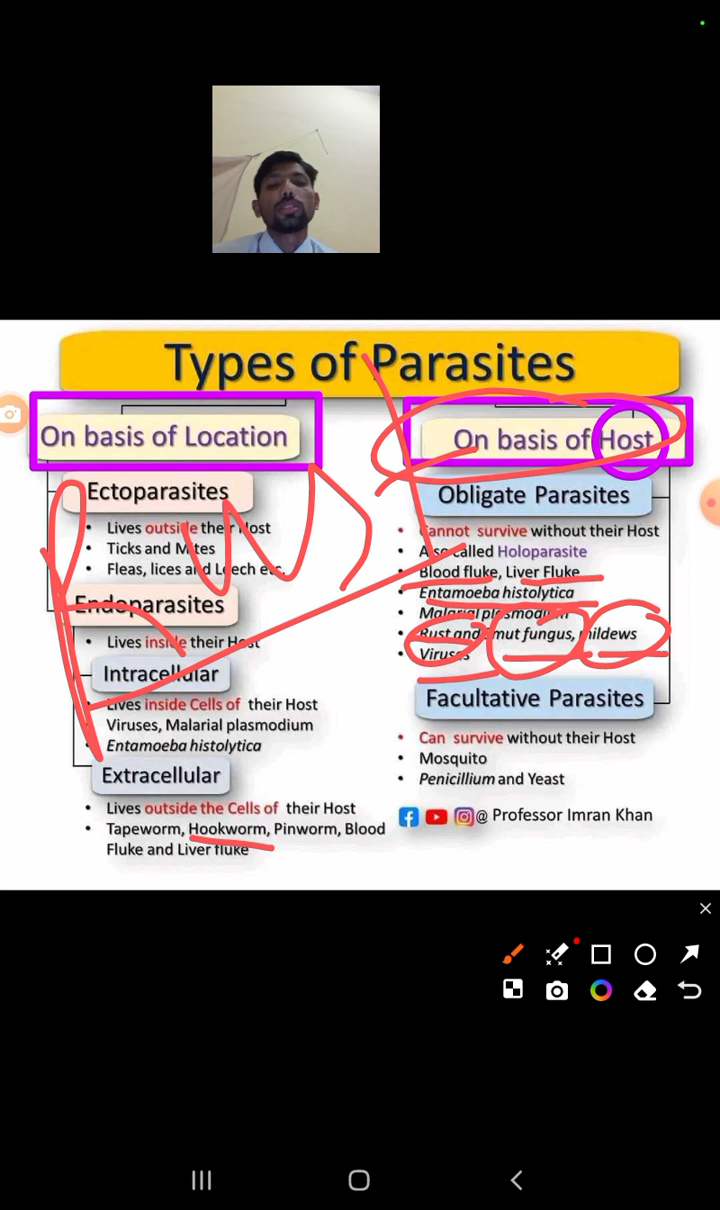 Types of Parasites
On basis of Location
Ectoparasites
• Lives outside their Host
• Ticks and Mites
• Fleas, lices and Leech etc.
Endoparasites
• Lives inside their Host
Intracellular
• Lives inside Cells of their Host
• Viruses, Malarial plasmodium
• Entamoeba histolytica
Extracellular
• Lives outside the Cells of their Host
• Tapeworm, Hookworm, Pinworm, Blood
Fluke and Liver fluke
On basis of Host
Obligate Parasites
• Cannot survive without their Host
• Also called Holoparasite
• Blood fluke, Liver Fluke
• Entamoeba histolytica
• Malarial plasmodium
• Rust and smut fungus, mildews
• Viruses
Facultative Parasites
• Can survive without their Host
• Mosquito
• Penicillium and Yeast
@ Professor Imran Khan